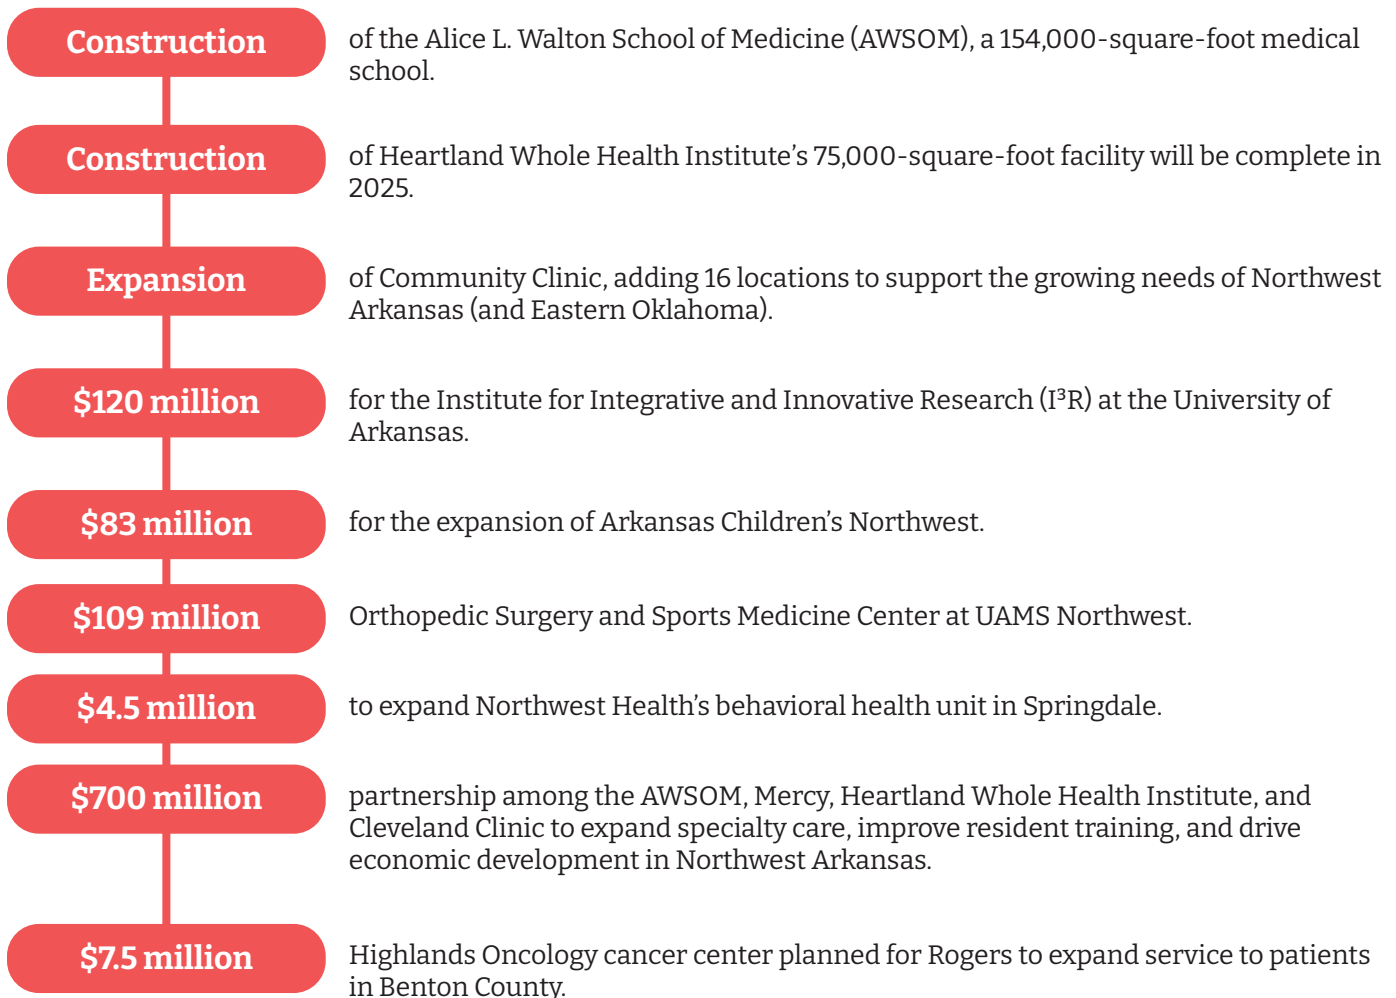 Construction
of the Alice L. Walton School of Medicine (AWSOM), a 154,000-square-foot medical
school.
Construction
of Heartland Whole Health Institute’s 75,000-square-foot facility will be complete in
2025.
Expansion
of Community Clinic, adding 16 locations to support the growing needs of Northwest
Arkansas (and Eastern Oklahoma).
$120 million
for the Institute for Integrative and Innovative Research (I³R) at the University of
Arkansas.
$83 million
for the expansion of Arkansas Children’s Northwest.
$109 million
Orthopedic Surgery and Sports Medicine Center at UAMS Northwest.
$4.5 million
to expand Northwest Health’s behavioral health unit in Springdale.
$700 million
partnership among the AWSOM, Mercy, Heartland Whole Health Institute, and
Cleveland Clinic to expand specialty care, improve resident training, and drive
economic development in Northwest Arkansas.
$7.5 million
Highlands Oncology cancer center planned for Rogers to expand service to patients
in Benton County.